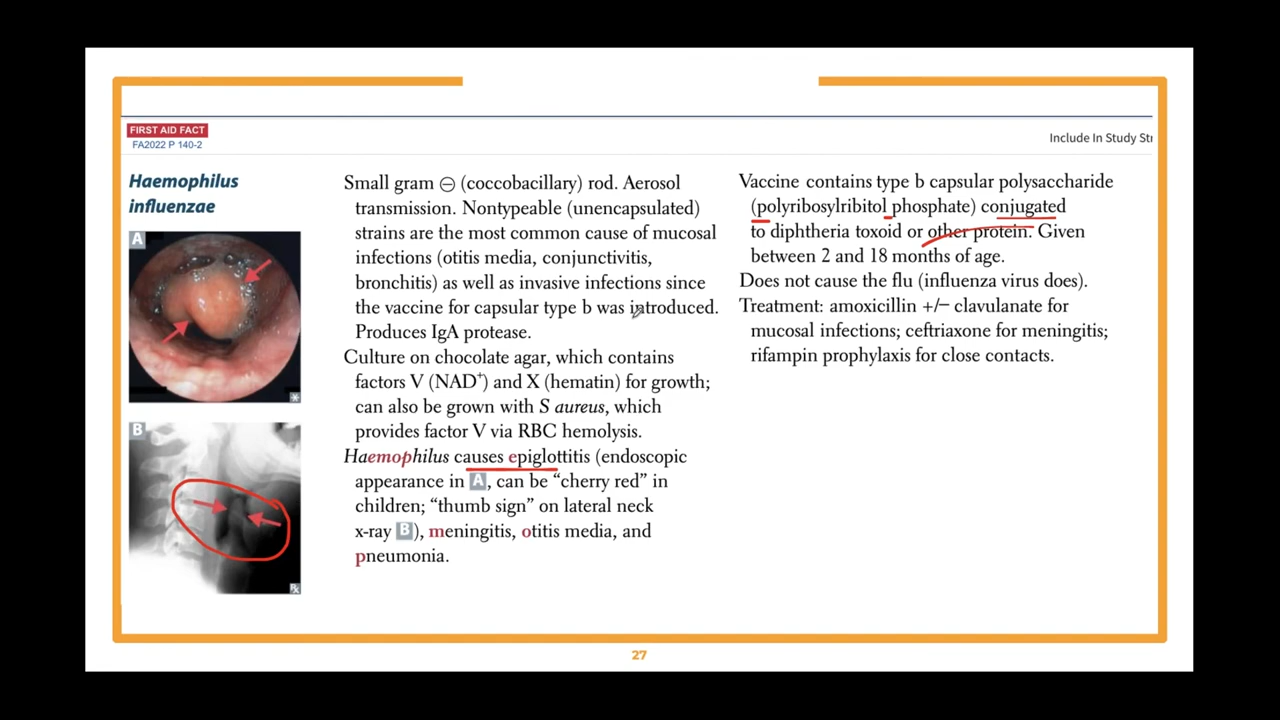 FIRST AID FACT
FA2022 P 140-2
Include In Study Str
Haemophilus
influenzae
A
B
Small gram ⊖ (coccobacillary) rod. Aerosol
transmission. Nontypeable (unencapsulated)
strains are the most common cause of mucosal
infections (otitis media, conjunctivitis,
bronchitis) as well as invasive infections since
the vaccine for capsular type b was introduced.
Produces IgA protease.
Culture on chocolate agar, which contains
factors V (NAD⁺) and X (hematin) for growth;
can also be grown with S aureus, which
provides factor V via RBC hemolysis.
Haemophilus causes epiglottitis (endoscopic
appearance in A, can be “cherry red” in
children; “thumb sign” on lateral neck
x-ray B), meningitis, otitis media, and
pneumonia.
Vaccine contains type b capsular polysaccharide
(polyribosylribitol phosphate) conjugated
to diphtheria toxoid or other protein. Given
between 2 and 18 months of age.
Does not cause the flu (influenza virus does).
Treatment: amoxicillin +/− clavulanate for
mucosal infections; ceftriaxone for meningitis;
rifampin prophylaxis for close contacts.
27